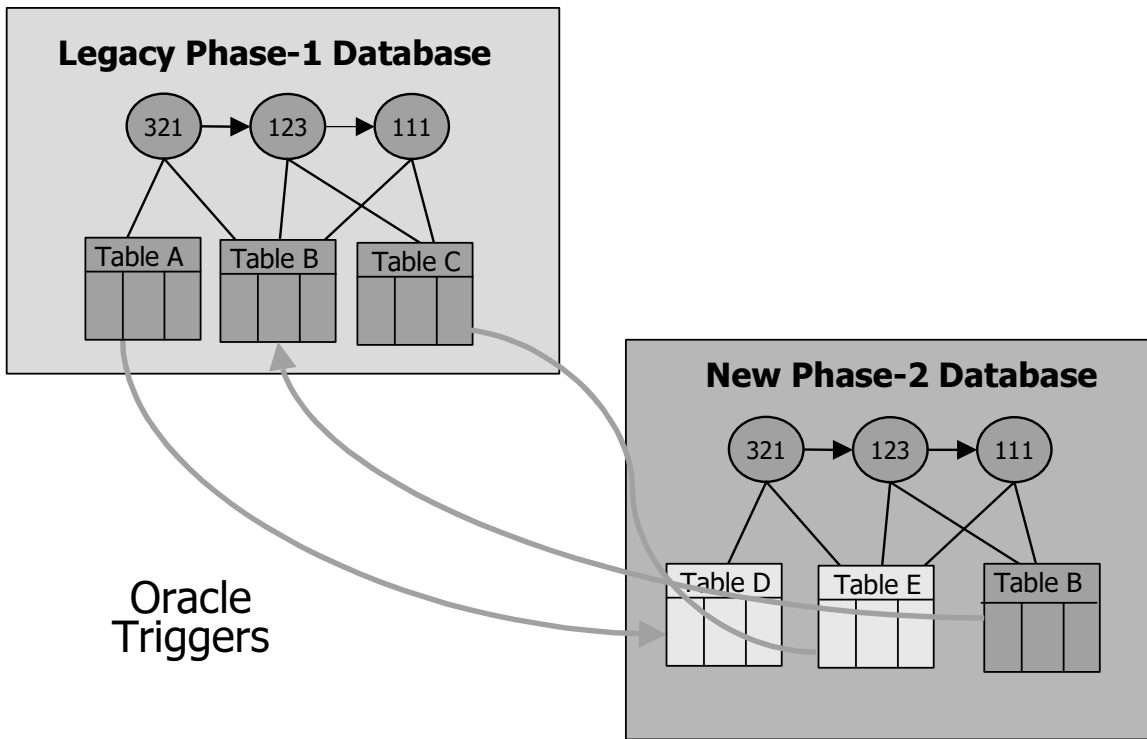 Legacy Phase-1 Database
321 123 111
Table A Table B Table C
New Phase-2 Database
321 123 111
Table D Table E Table B
Oracle
Triggers